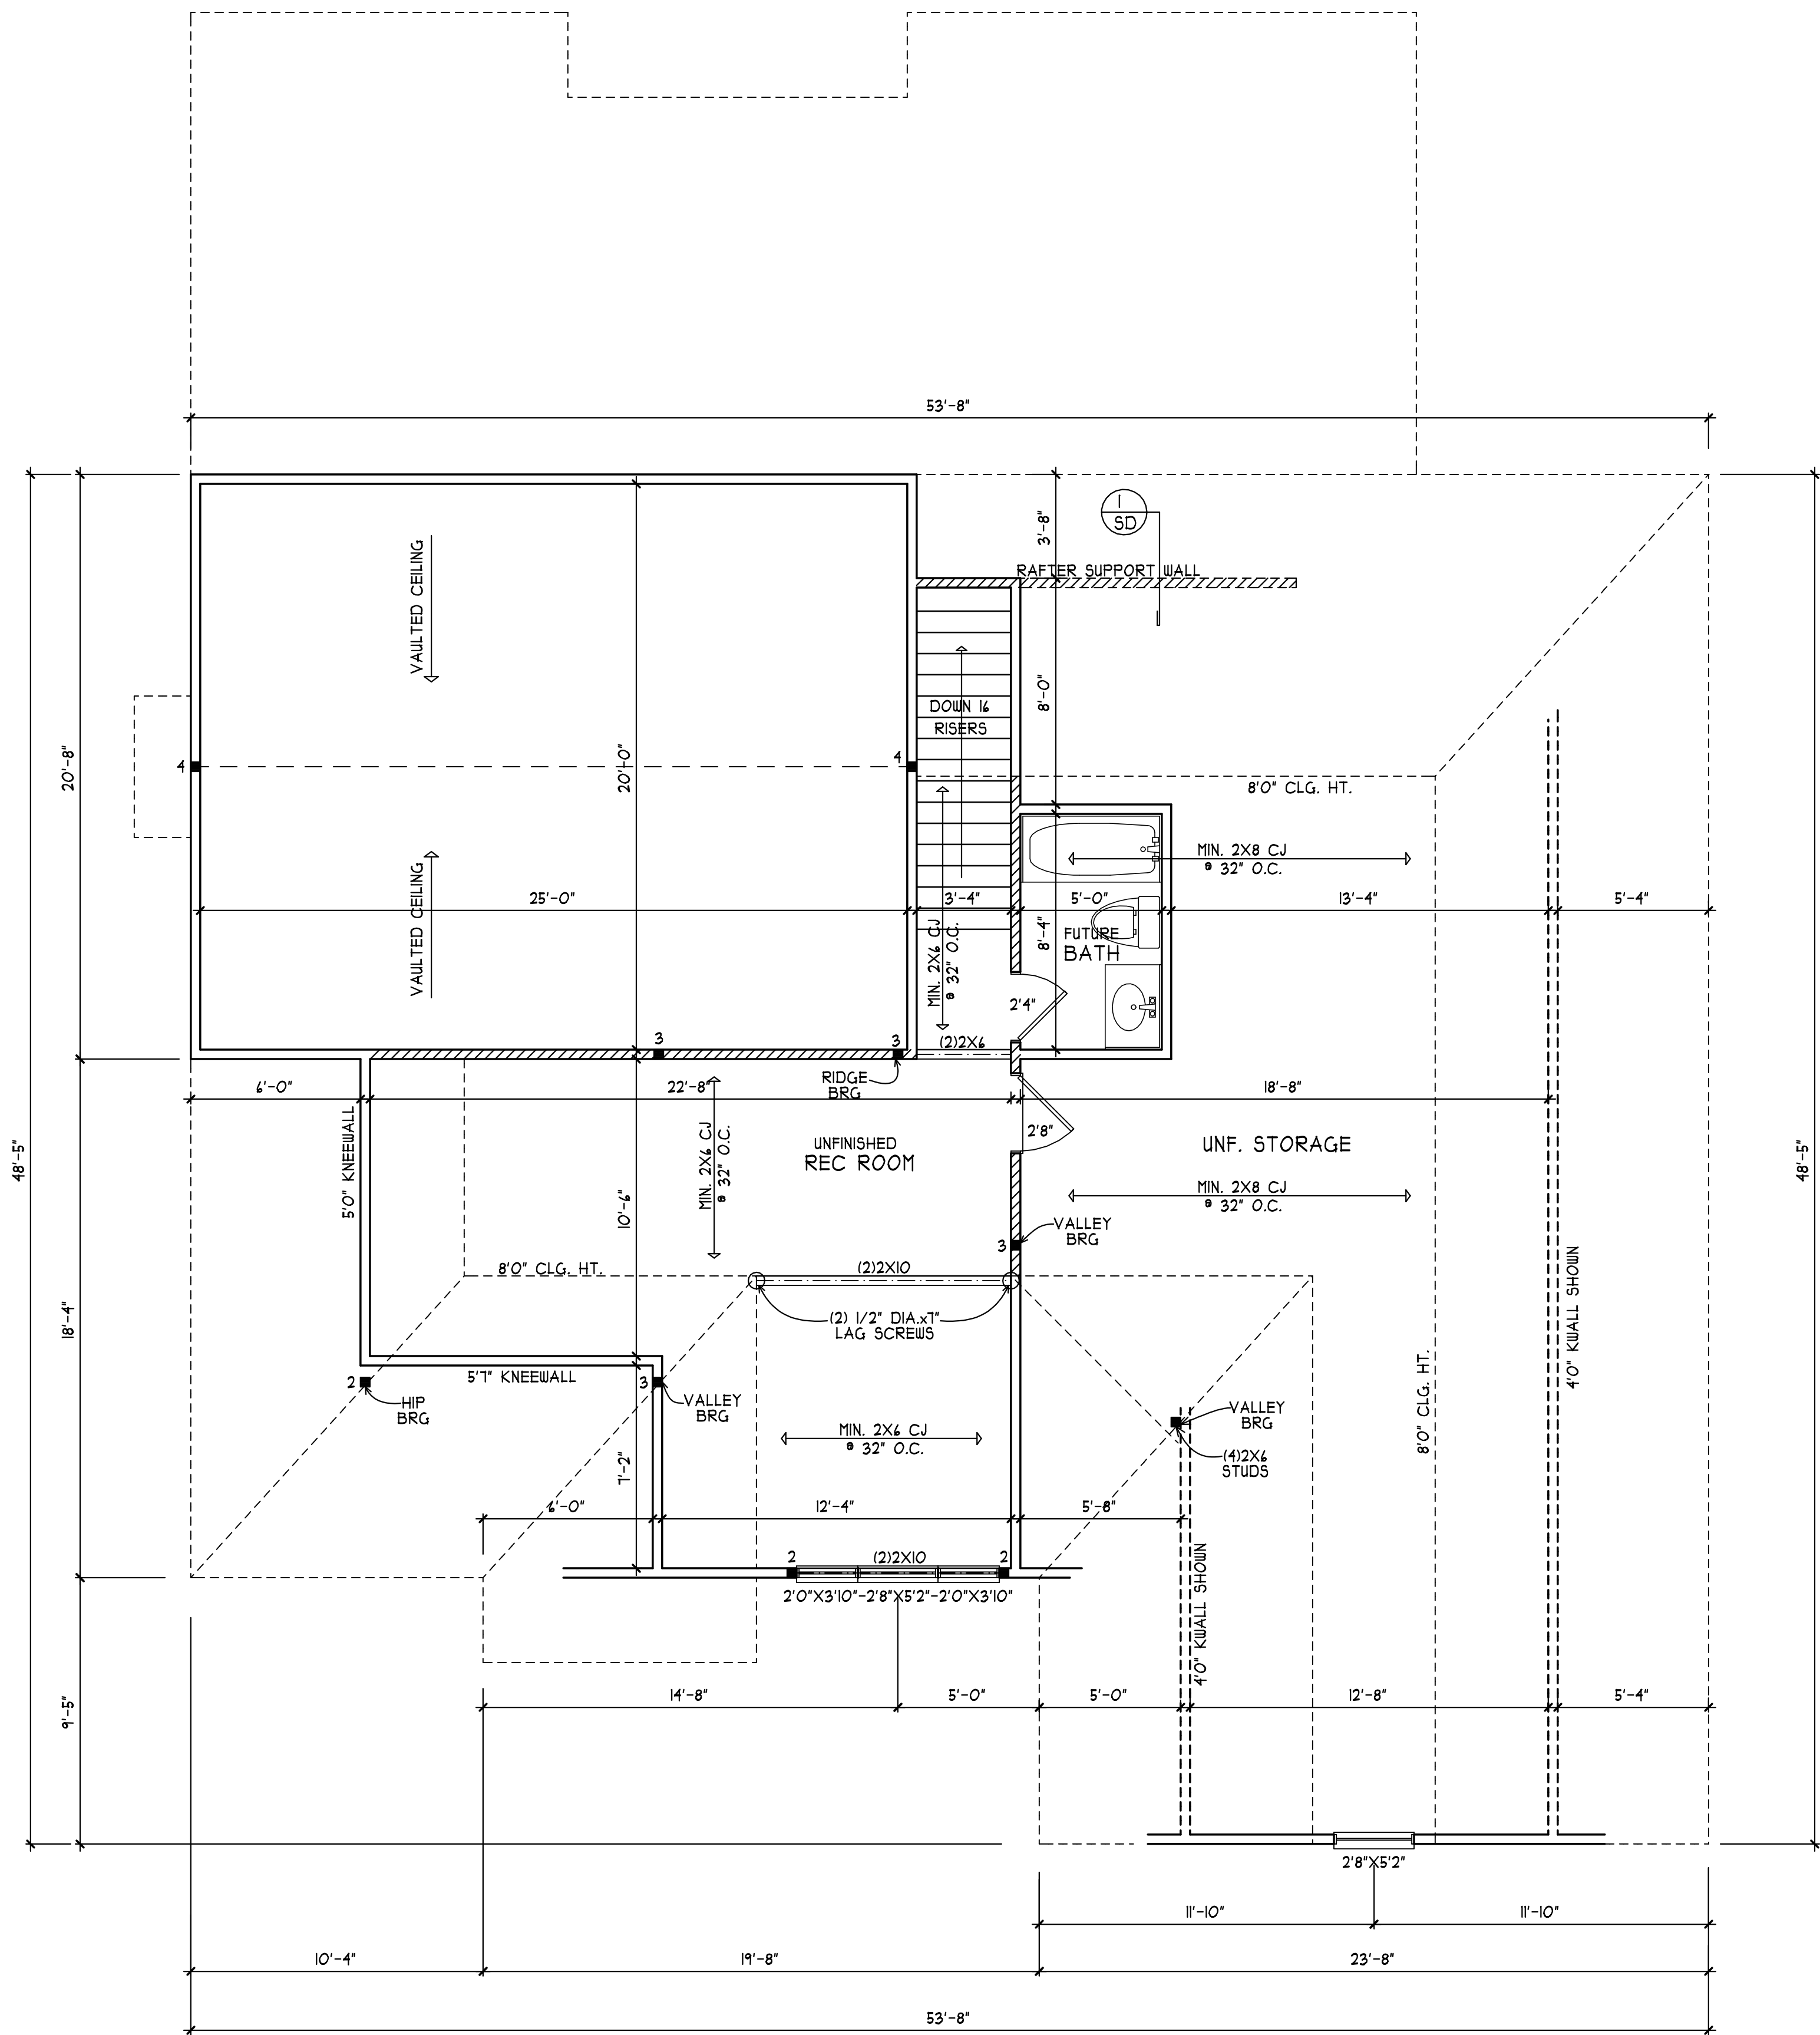 53'-8"
1
SD
3'-8"
RAFTER SUPPORT WALL
VAULTED CEILING
8'-0"
DOWN 16
RISERS
20'-8"
4
20'-0"
4
8'0" CLG. HT.
MIN. 2X8 CJ
@ 32" O.C.
VAULTED CEILING
25'-0"
3'-4"
5'-0"
13'-4"
5'-4"
MIN. 2X6 CJ
@ 32" O.C.
8'-4"
FUTURE
BATH
2'4"
3
3
(2)2X6
RIDGE
BRG
6'-0"
22'-8"
18'-8"
48'-5"
48'-5"
5'0" KNEEWALL
MIN. 2X6 CJ
@ 32" O.C.
UNFINISHED
REC ROOM
2'8"
UNF. STORAGE
10'-6"
MIN. 2X8 CJ
@ 32" O.C.
3
VALLEY
BRG
8'0" CLG. HT.
(2)2X10
18'-4"
(2) 1/2" DIA.x7"
LAG SCREWS
4'0" KWALL SHOWN
8'0" CLG. HT.
5'7" KNEEWALL
2
HIP
BRG
3
VALLEY
BRG
VALLEY
BRG
(4)2X6
STUDS
MIN. 2X6 CJ
@ 32" O.C.
7'-2"
6'-0"
12'-4"
5'-8"
2
(2)2X10
2
2'0"X3'10"-2'8"X5'2"-2'0"X3'10"
4'0" KWALL SHOWN
9'-5"
14'-8"
5'-0"
5'-0"
12'-8"
5'-4"
2'8"X5'2"
11'-10"
11'-10"
10'-4"
19'-8"
23'-8"
53'-8"